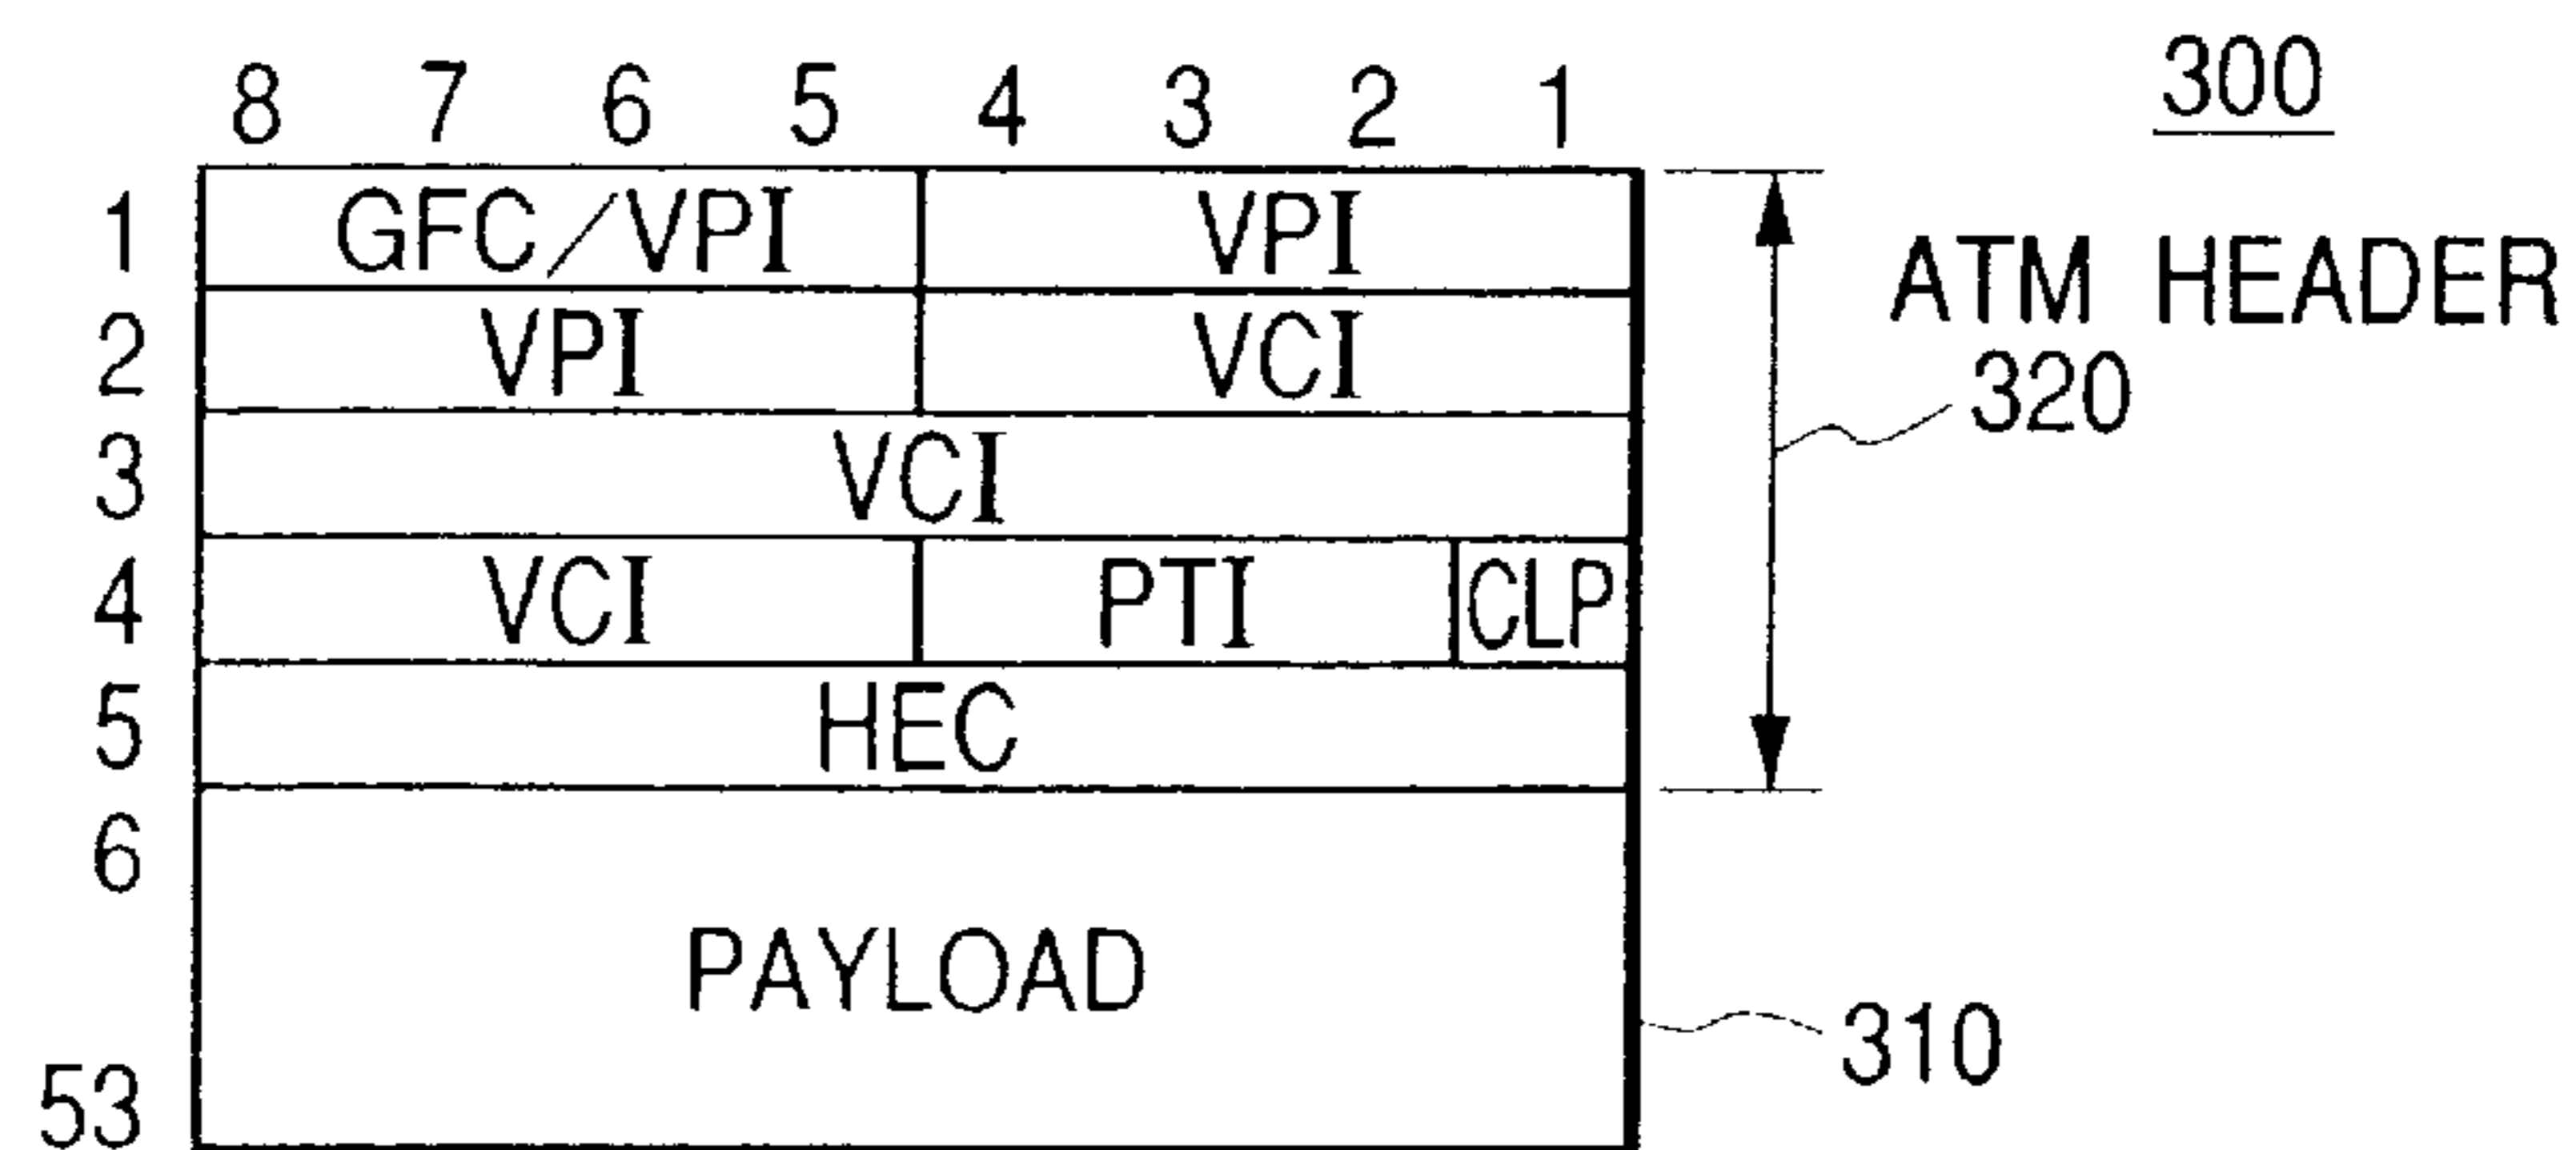 300
8 7 6 5 4 3 2 1
1 GFC/VPI VPI
ATM HEADER
2 VPI VCI
320
3 VCI
4 VCI PTI CLP
5 HEC
6
PAYLOAD
310
53